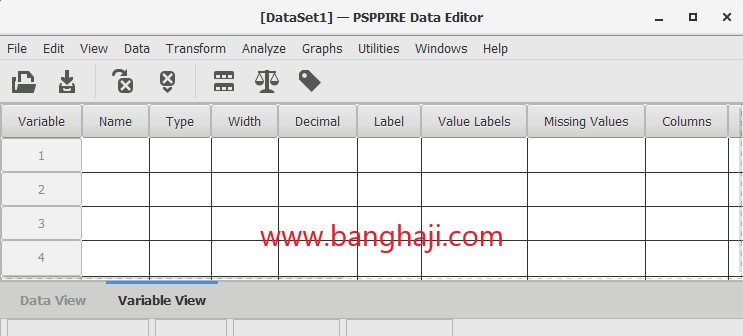 [DataSet1] — PSPPIRE Data Editor
File Edit View Data Transform Analyze Graphs Utilities Windows Help
Variable Name Type Width Decimal Label Value Labels Missing Values Columns
1
2
3
www.banghaji.com
4
Data View Variable View